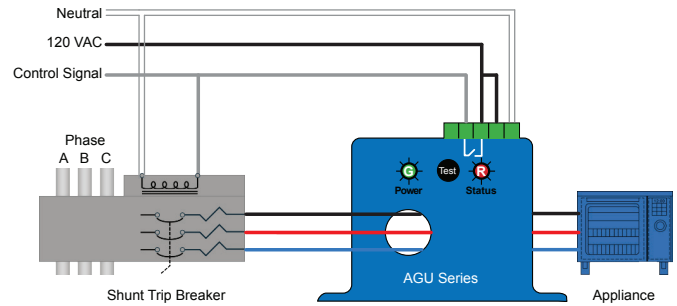 Neutral
120 VAC
Control Signal
Phase
A B C
G Test R
Power Status
AGU Series
Shunt Trip Breaker
Appliance